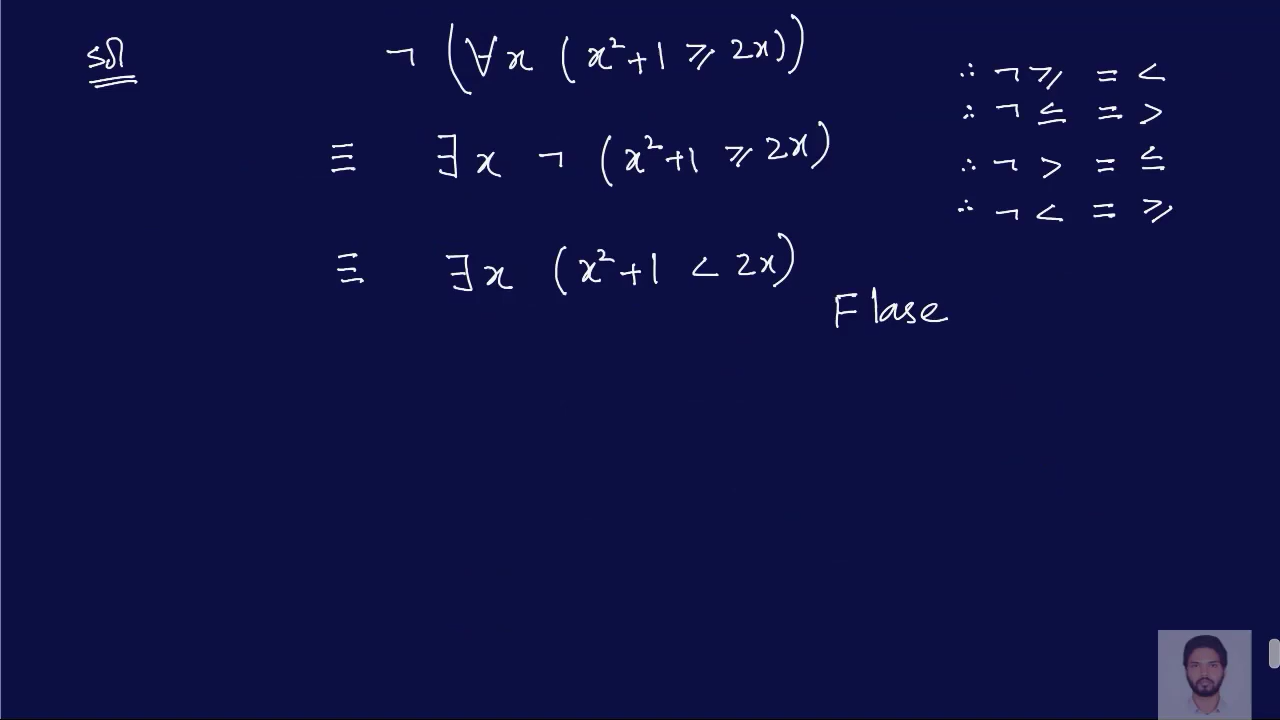 sol
¬ (∀x (x²+1 ⩾ 2x))
≡ ∃x ¬ (x²+1 ⩾ 2x)
≡ ∃x (x²+1 < 2x)
Flase
∴ ¬ ⩾ = <
∴ ¬ ≤ = >
∴ ¬ > = ≤
∴ ¬ < = ⩾